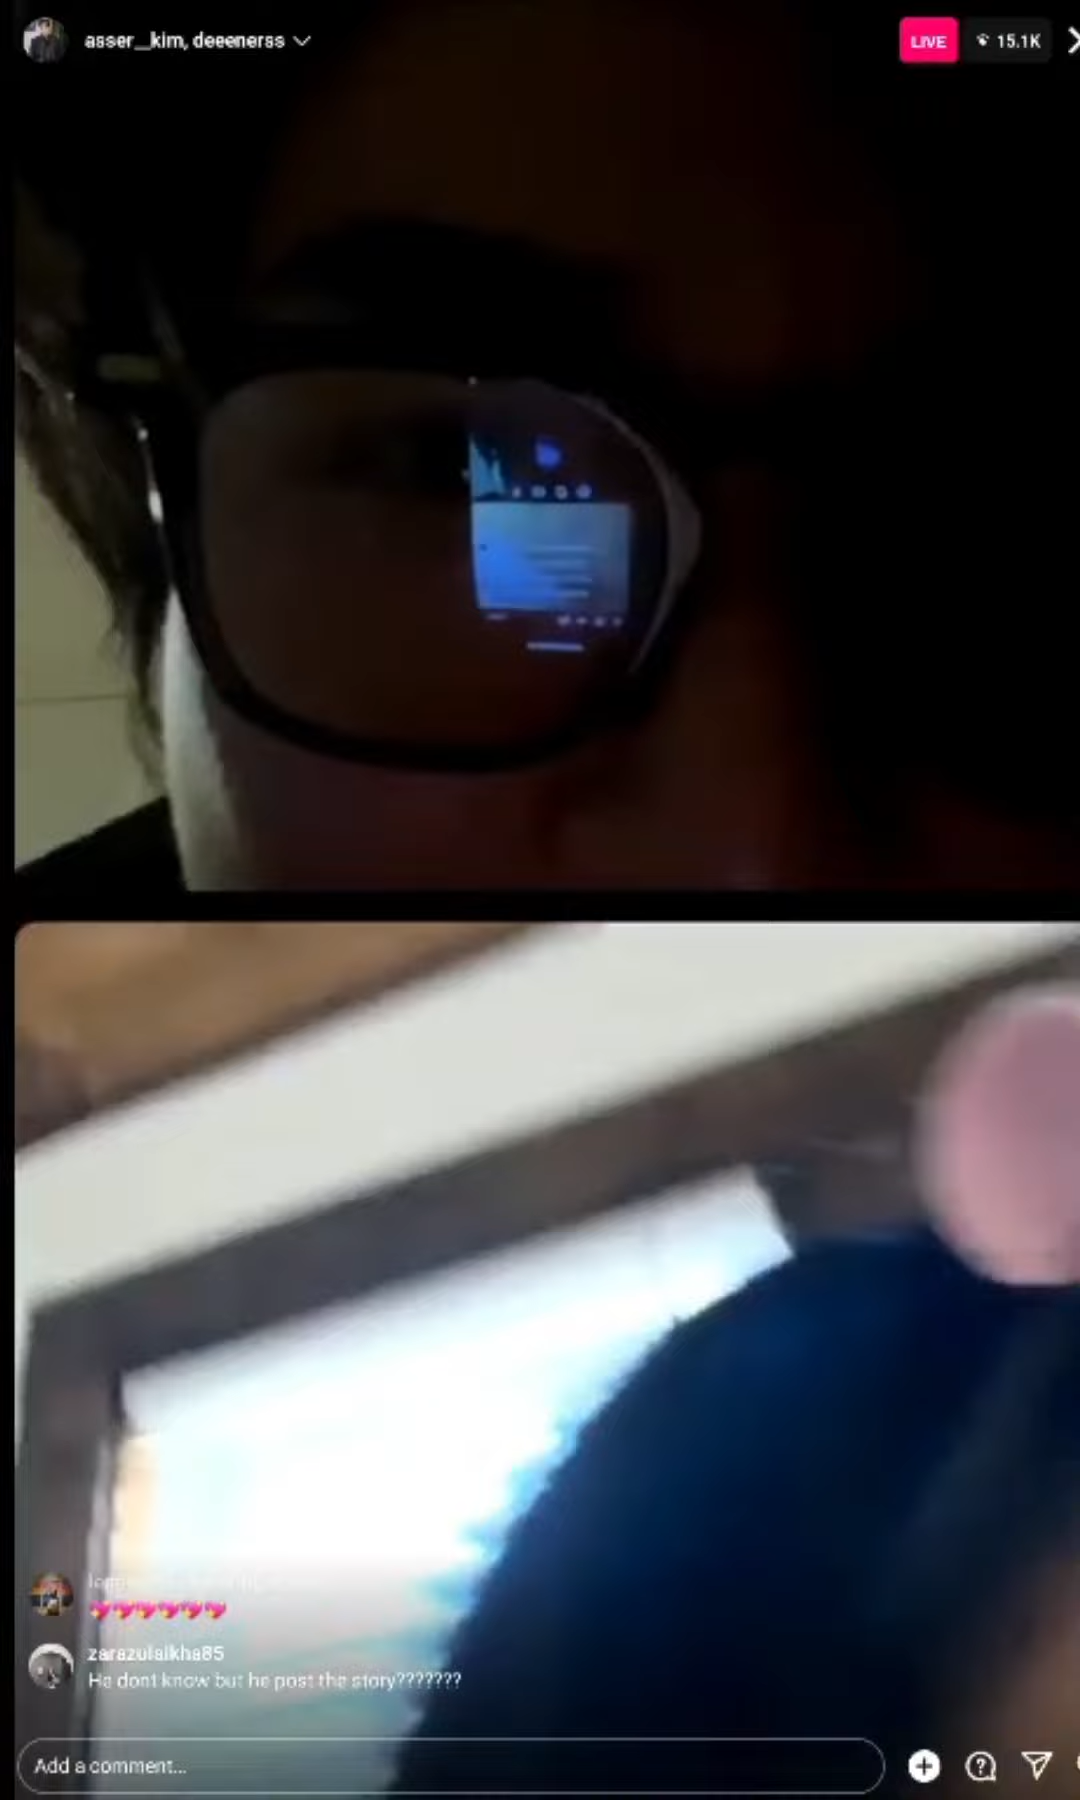 asser__kim, deeenerss
LIVE
15.1K
💝💝💝💝💝💝
zarazulaikha85
He dont know but he post the story???????
Add a comment...